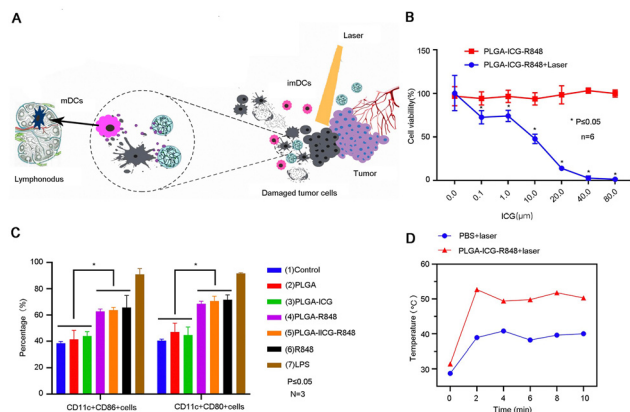 A
Laser
imDCs
mDCs
Lymphonodus
Tumor
Damaged tumor cells
B
PLGA-ICG-R848
PLGA-ICG-R848+Laser
Cell viability(%)
150
100
50
0
* P≤0.05
n=6
* * * * * *
0.0 0.1 1.0 10.0 20.0 40.0 80.0
ICG(μm)
C
Percentage (%)
100
80
60
40
20
0
* *
CD11c+CD86+cells CD11c+CD80+cells
(1)Control
(2)PLGA
(3)PLGA-ICG
(4)PLGA-R848
(5)PLGA-IICG-R848
(6)R848
(7)LPS
P≤0.05
N=3
D
PBS+laser
PLGA-ICG-R848+laser
Temperature (°C)
60
50
40
30
0 2 4 6 8 10
Time (min)